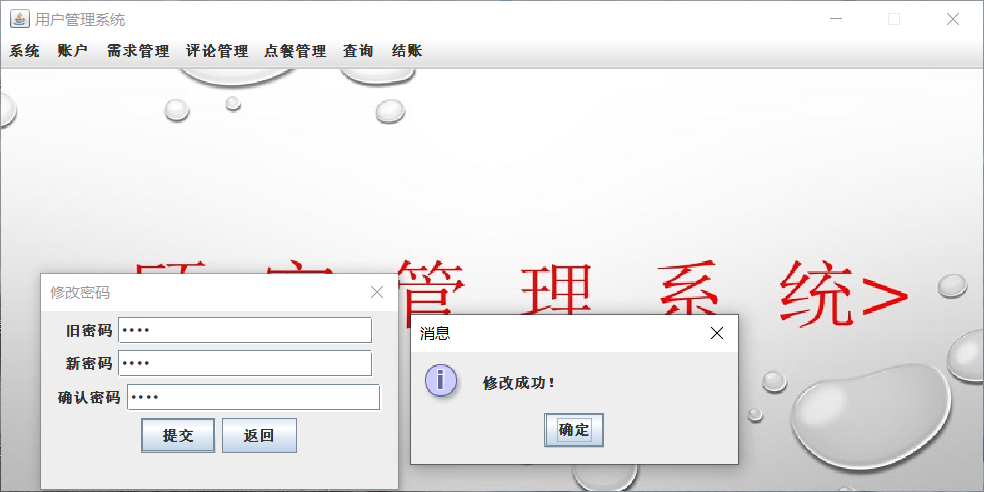 用户管理系统
系统 账户 需求管理 评论管理 点餐管理 查询 结账
管 理 系 统>
修改密码
旧密码 ••••
新密码 ••••
确认密码 ••••
提交 返回
消息
修改成功！
确定